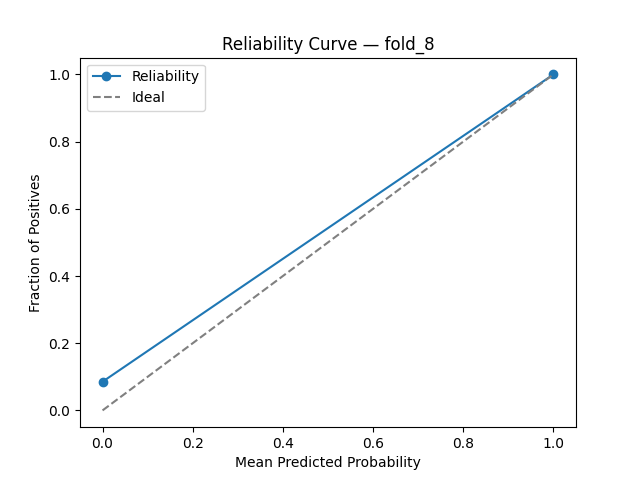 Reliability Curve — fold_8
Reliability
Ideal
1.0
0.8
0.6
0.4
0.2
0.0
Fraction of Positives
0.0 0.2 0.4 0.6 0.8 1.0
Mean Predicted Probability